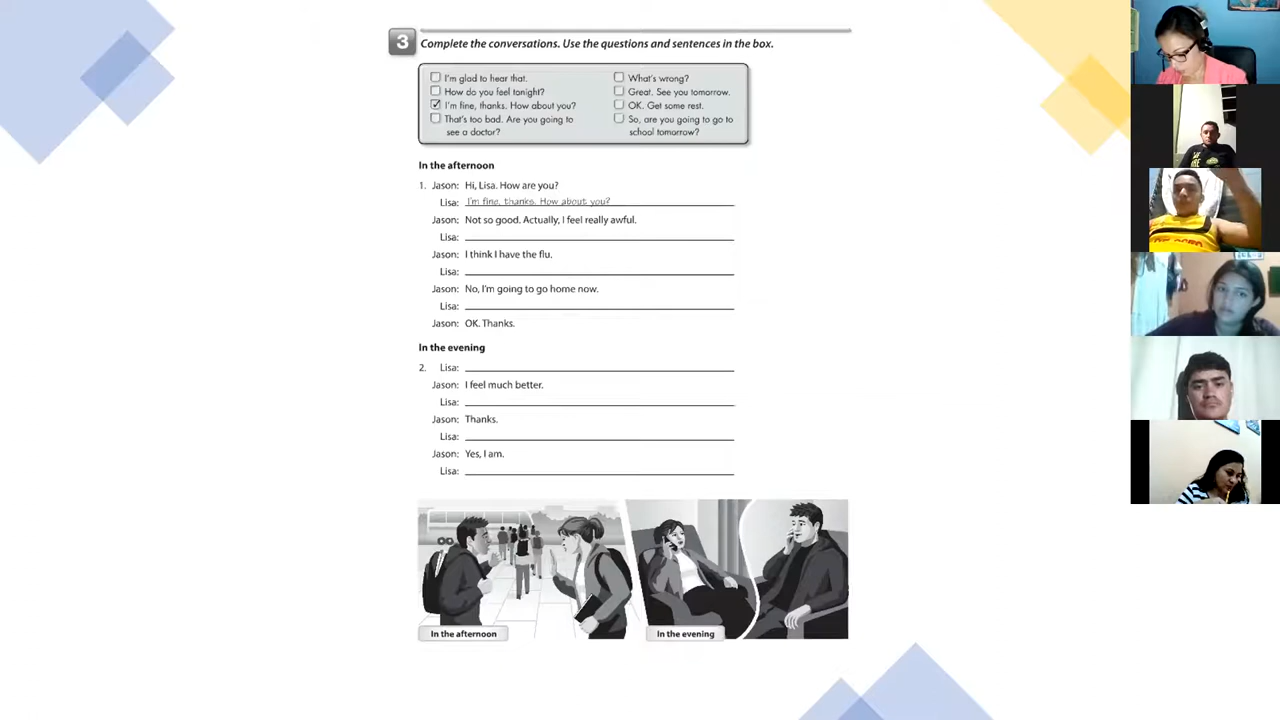 3 Complete the conversations. Use the questions and sentences in the box.
I'm glad to hear that.
How do you feel tonight?
I'm fine, thanks. How about you?
That's too bad. Are you going to
see a doctor?
What's wrong?
Great. See you tomorrow.
OK. Get some rest.
So, are you going to go to
school tomorrow?
In the afternoon
1. Jason: Hi, Lisa. How are you?
Lisa: I'm fine, thanks. How about you?
Jason: Not so good. Actually, I feel really awful.
Lisa:
Jason: I think I have the flu.
Lisa:
Jason: No, I'm going to go home now.
Lisa:
Jason: OK. Thanks.
In the evening
2. Lisa:
Jason: I feel much better.
Lisa:
Jason: Thanks.
Lisa:
Jason: Yes, I am.
Lisa:
In the afternoon
In the evening